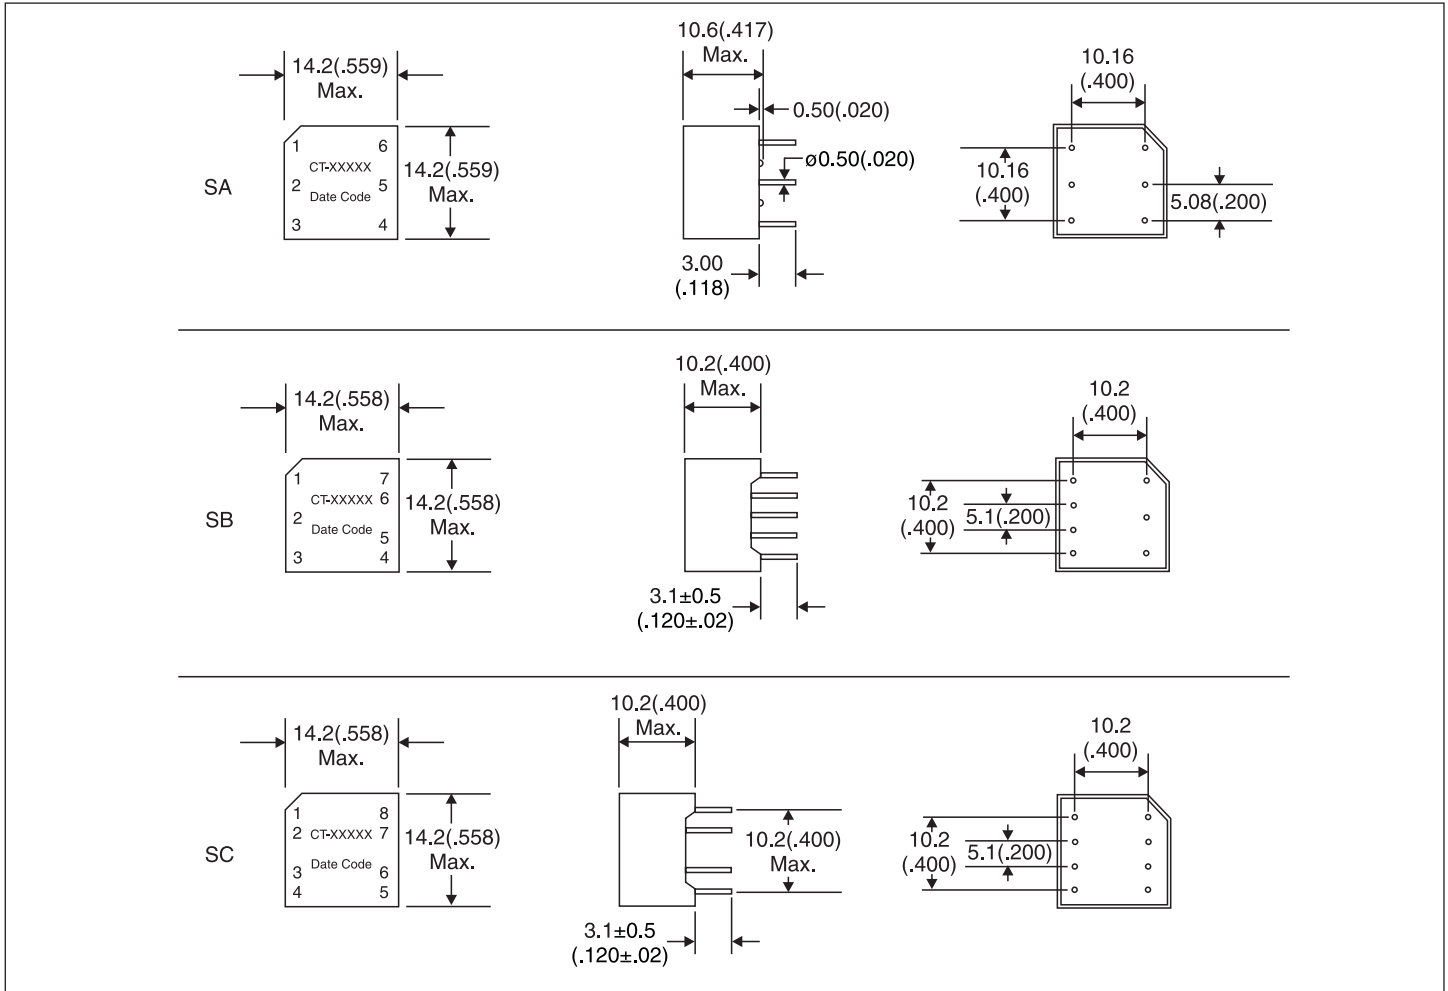 SA
14.2(.559)
Max.
1
6
CT-XXXXX
2
5
Date Code
3
4
14.2(.559)
Max.
10.6(.417)
Max.
0.50(.020)
ø0.50(.020)
3.00
(.118)
10.16
(.400)
10.16
(.400)
5.08(.200)
SB
14.2(.558)
Max.
1
7
CT-XXXXX
6
2
Date Code
5
3
4
14.2(.558)
Max.
10.2(.400)
Max.
3.1±0.5
(.120±.02)
10.2
(.400)
10.2
(.400)
5.1(.200)
SC
14.2(.558)
Max.
1
8
2
CT-XXXXX
7
3
Date Code
6
4
5
14.2(.558)
Max.
10.2(.400)
Max.
10.2(.400)
Max.
3.1±0.5
(.120±.02)
10.2
(.400)
10.2
(.400)
5.1(.200)